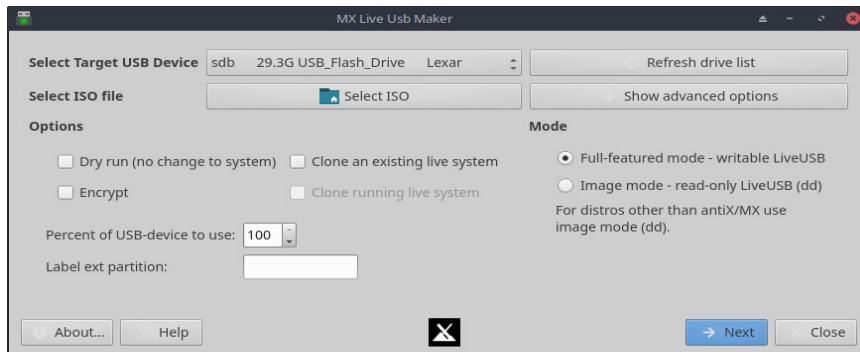 MX Live Usb Maker
Select Target USB Device sdb 29.3G USB_Flash_Drive Lexar Refresh drive list
Select ISO file Select ISO Show advanced options
Options Mode
Dry run (no change to system) Clone an existing live system Full-featured mode - writable LiveUSB
Encrypt Clone running live system Image mode - read-only LiveUSB (dd)
For distros other than antiX/MX use
image mode (dd).
Percent of USB-device to use: 100
Label ext partition:
About... Help Next Close